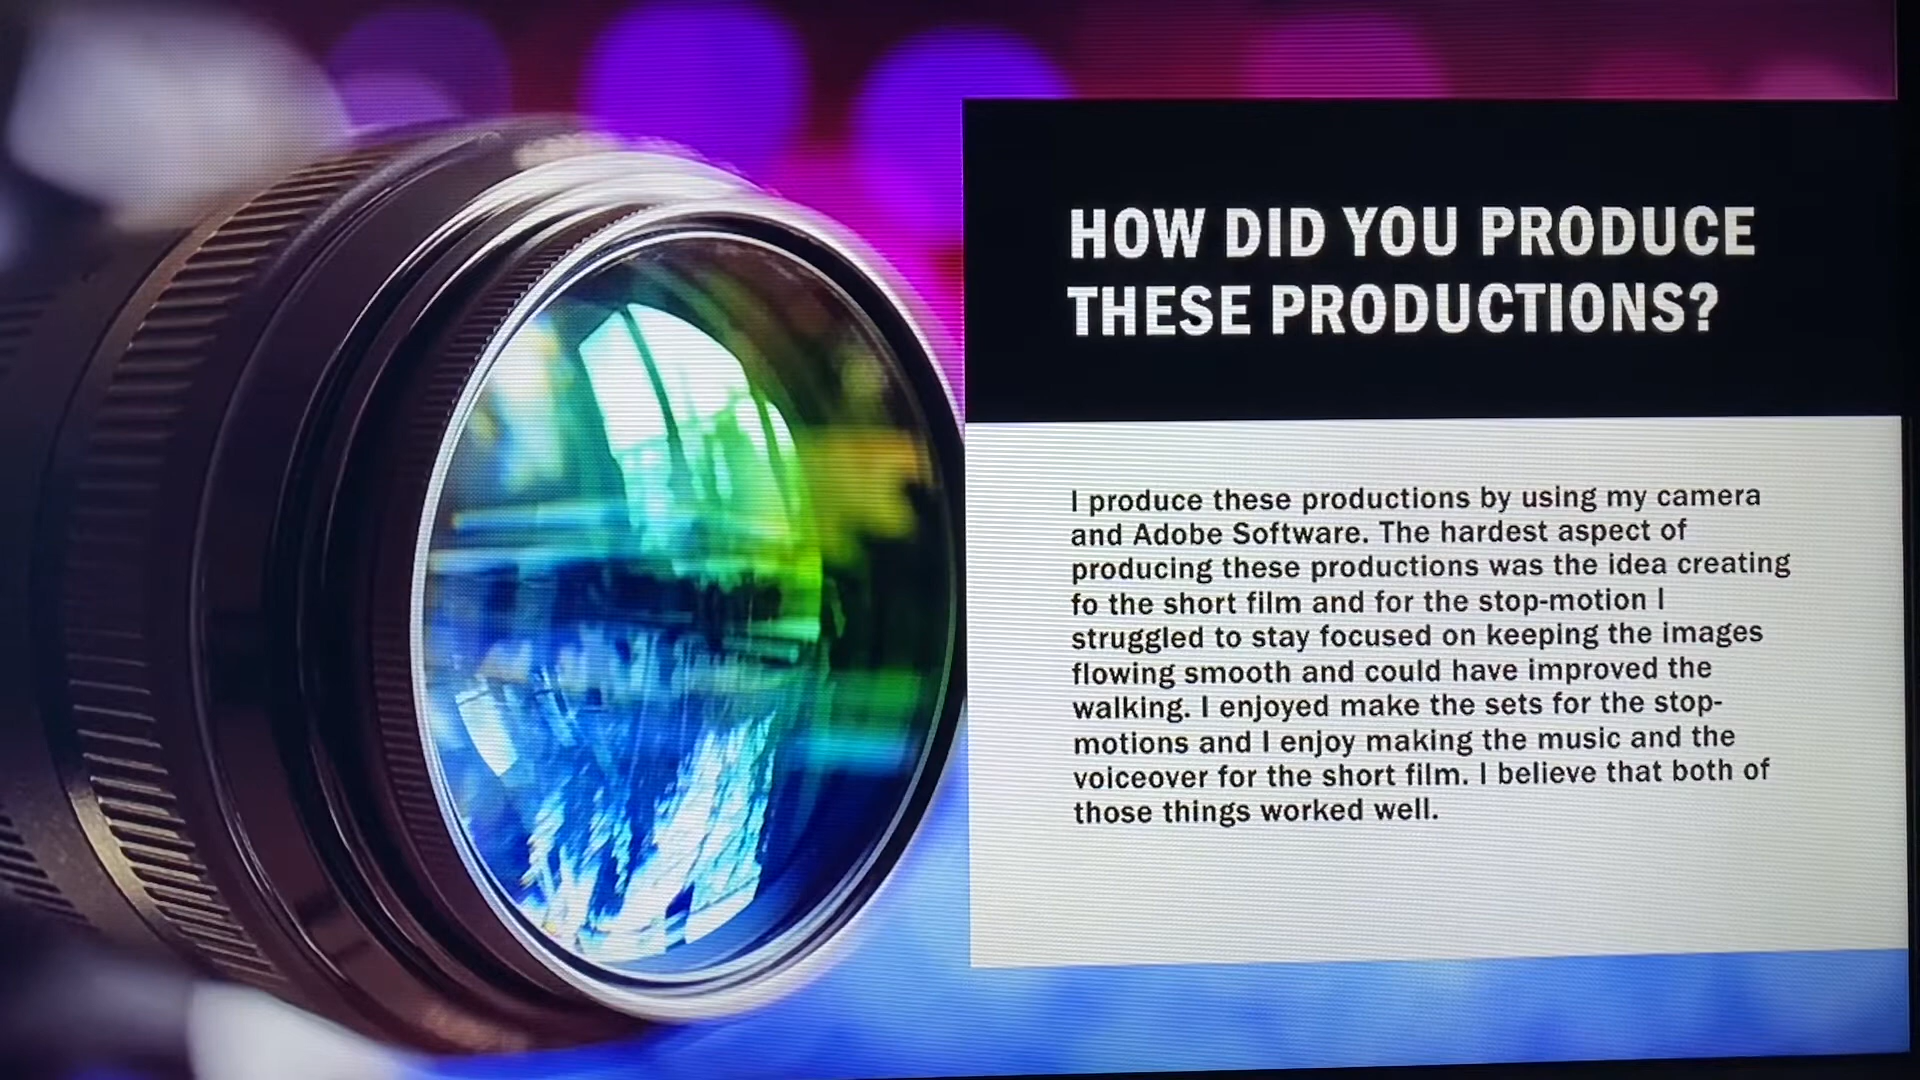 HOW DID YOU PRODUCE
THESE PRODUCTIONS?
I produce these productions by using my camera
and Adobe Software. The hardest aspect of
producing these productions was the idea creating
fo the short film and for the stop-motion I
struggled to stay focused on keeping the images
flowing smooth and could have improved the
walking. I enjoyed make the sets for the stop-
motions and I enjoy making the music and the
voiceover for the short film. I believe that both of
those things worked well.